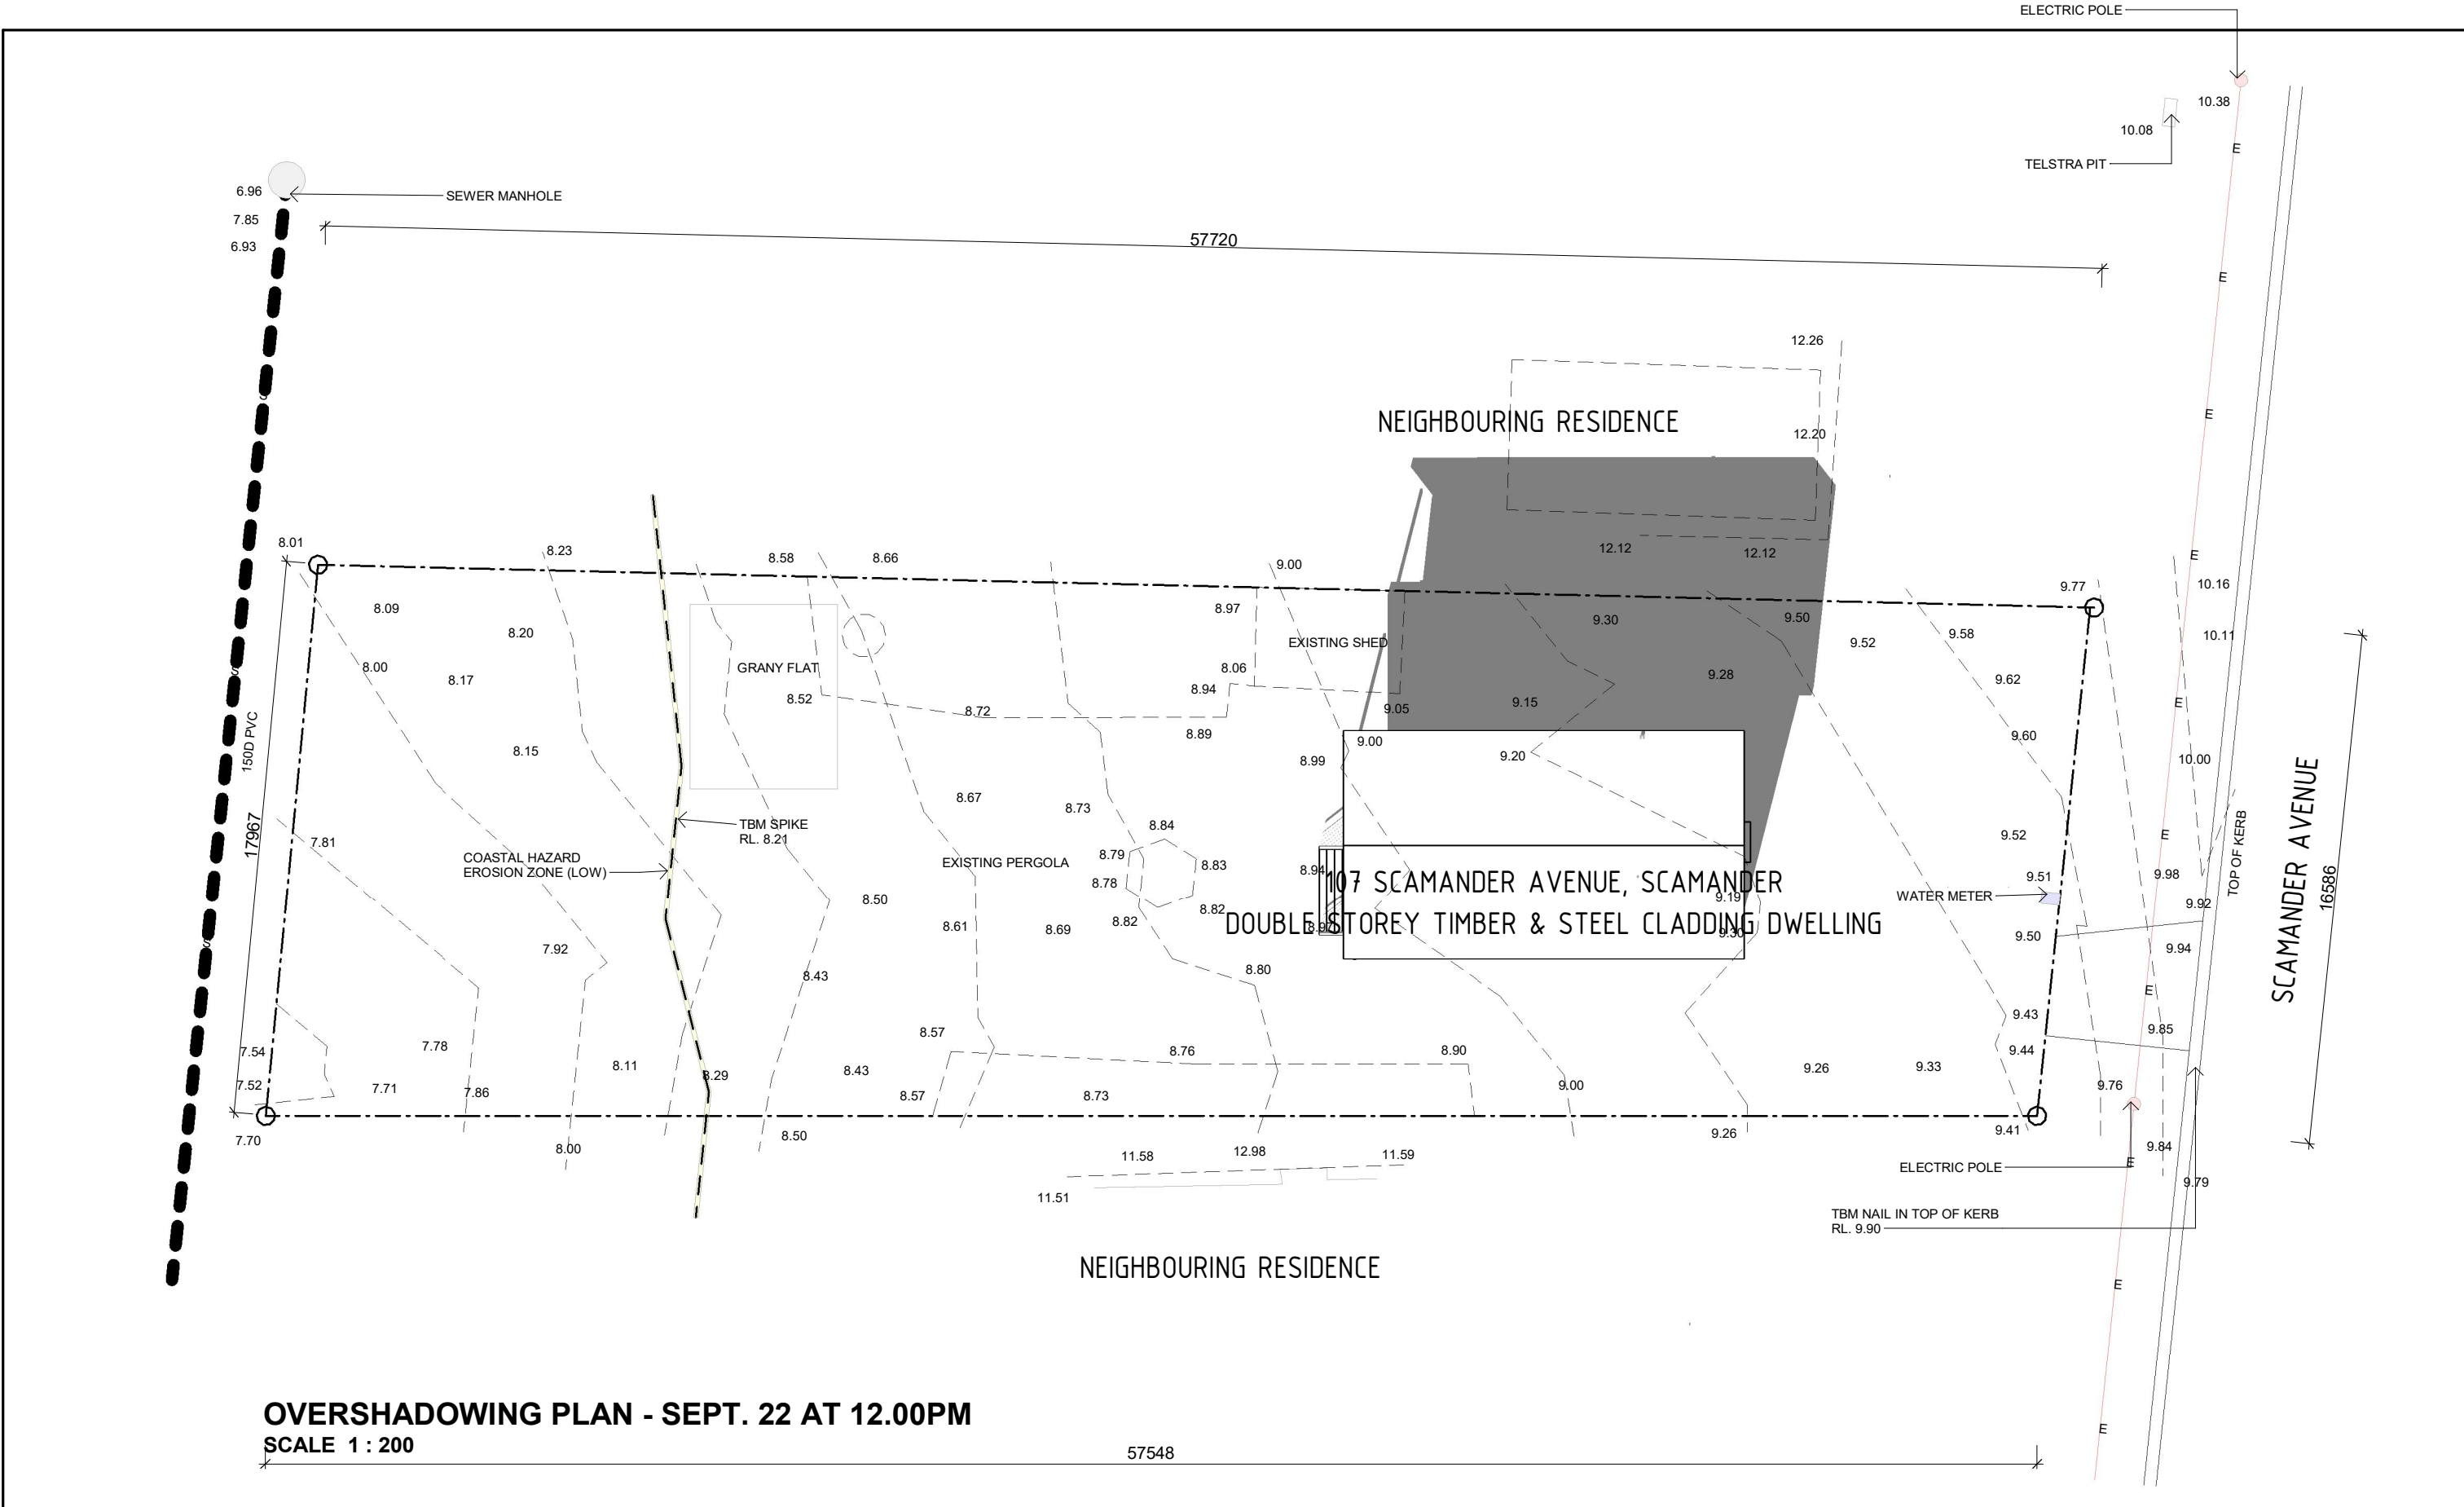 ELECTRIC POLE
10.38
10.08
E
TELSTRA PIT
6.96
SEWER MANHOLE
7.85
57720
6.93
E
12.26
E
NEIGHBOURING RESIDENCE
12.20
8.01
8.23
8.58
8.66
9.00
12.12
12.12
E
9.77
10.16
8.09
8.97
9.30
9.50
8.20
9.52
9.58
10.11
EXISTING SHED
S
8.00
GRANY FLAT
8.06
8.17
9.28
9.62
8.52
8.94
9.15
E
8.72
9.05
150D PVC
8.89
9.00
9.60
8.15
8.99
9.20
10.00
8.67
8.73
TBM SPIKE
RL. 8.21
8.84
17967
7.81
9.52
E
TOP OF KERB
SCAMANDER AVENUE
16586
COASTAL HAZARD
EROSION ZONE (LOW)
EXISTING PERGOLA
8.79
8.83
8.94
107 SCAMANDER AVENUE, SCAMANDER
DOUBLE STOREY TIMBER & STEEL CLADDING DWELLING
8.78
9.51
9.98
WATER METER
8.50
8.82
9.19
9.92
8.82
8.61
8.69
8.97
9.30
9.50
S
7.92
9.94
8.43
8.80
E
9.43
8.57
9.85
7.54
7.78
8.76
8.90
9.44
8.11
8.29
8.43
9.26
9.33
7.52
7.71
7.86
8.57
8.73
9.00
9.76
7.70
8.00
8.50
9.26
9.41
9.84
11.58
12.98
11.59
ELECTRIC POLE
E
11.51
9.79
TBM NAIL IN TOP OF KERB
RL. 9.90
NEIGHBOURING RESIDENCE
E
OVERSHADOWING PLAN - SEPT. 22 AT 12.00PM
SCALE 1 : 200
E
57548